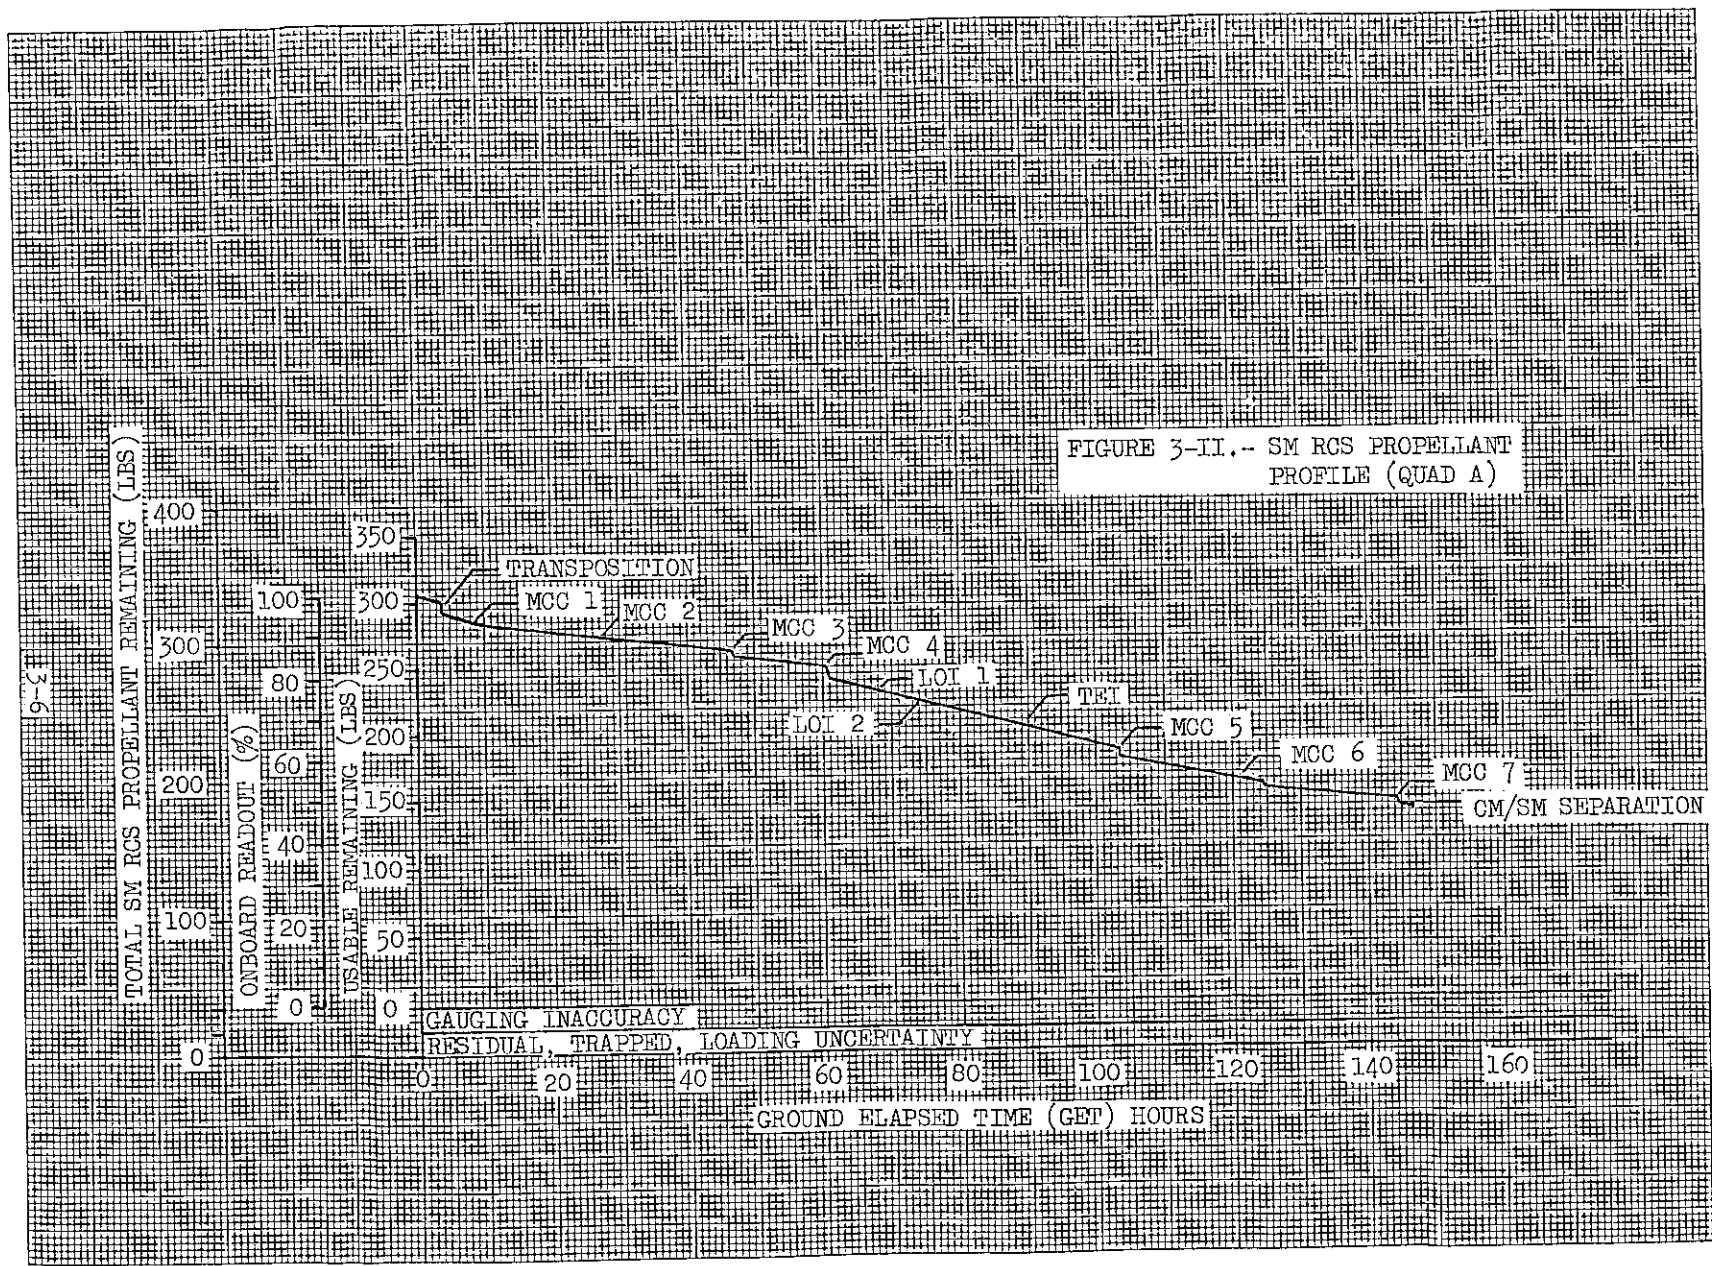 FIGURE 3-II.- SM RCS PROPELLANT
PROFILE (QUAD A)
TOTAL SM RCS PROPELLANT REMAINING (LBS)
400
300
200
100
0
ONBOARD READOUT (%)
100
80
60
40
20
0
USABLE REMAINING (LBS)
350
300
250
200
150
100
50
0
TRANSPOSITION
MCC 1
MCC 2
MCC 3
MCC 4
LOI 1
LOI 2
TEI
MCC 5
MCC 6
MCC 7
CM/SM SEPARATION
GAUGING INACCURACY
RESIDUAL, TRAPPED, LOADING UNCERTAINTY
0 20 40 60 80 100 120 140 160
GROUND ELAPSED TIME (GET) HOURS
3-6